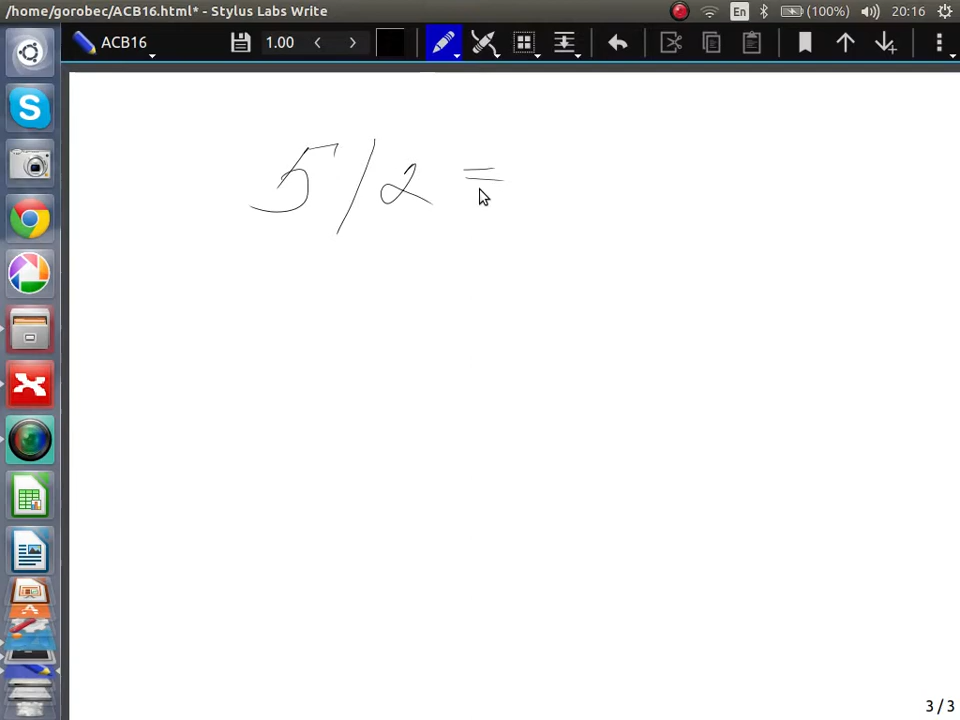 /home/gorobec/ACB16.html* - Stylus Labs Write En (100%) 20:16
ACB16 1.00
5/2 =
3 / 3